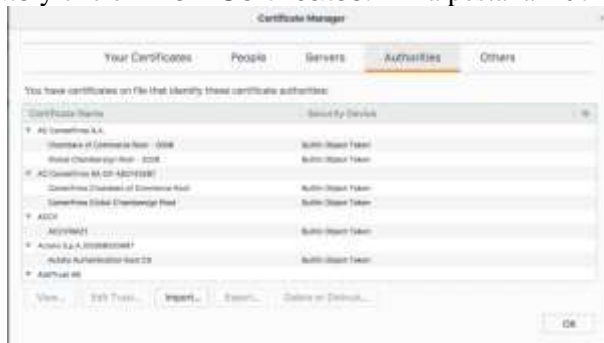 Certificate Manager
Your Certificates People Servers Authorities Others
You have certificates on file that identify these certificate authorities:
Certificate Name Security Device
AC Camerfirma S.A.
Chambers of Commerce Root - 2008 Builtin Object Token
Global Chambersign Root - 2008 Builtin Object Token
AC Camerfirma SA CIF
Camerfirma Chambers of Commerce Root Builtin Object Token
Camerfirma Global Chambersign Root Builtin Object Token
ACCV
ACCVRAIZ1 Builtin Object Token
Actalis S.p.A.
Actalis Authentication Root CA Builtin Object Token
AddTrust AB
View... Edit Trust... Import... Export... Delete or Distrust...
OK